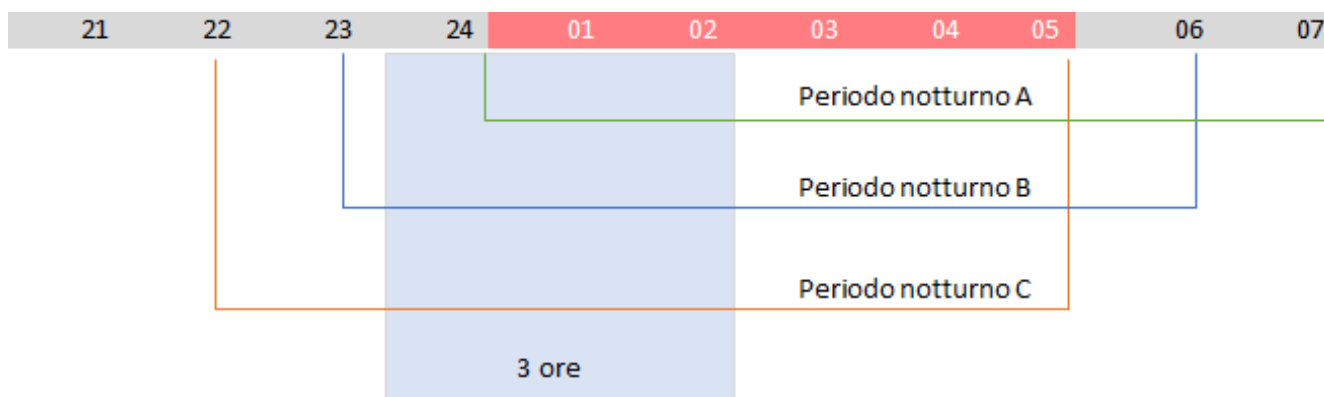 21 22 23 24 01 02 03 04 05 06 07
Periodo notturno A
Periodo notturno B
Periodo notturno C
3 ore